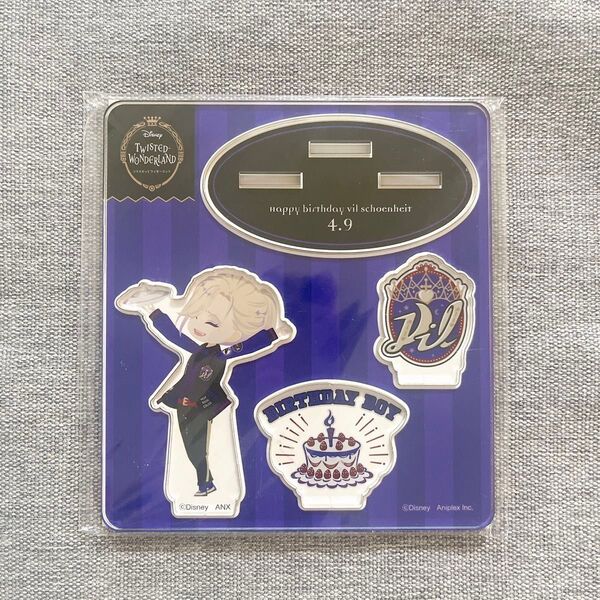 Disney
TWISTED-
WONDERLAND
ツイステッドワンダーランド
Happy birthday vil schoenheit
4.9
Vil
BIRTHDAY BOY
©Disney ANX
©Disney Aniplex Inc.